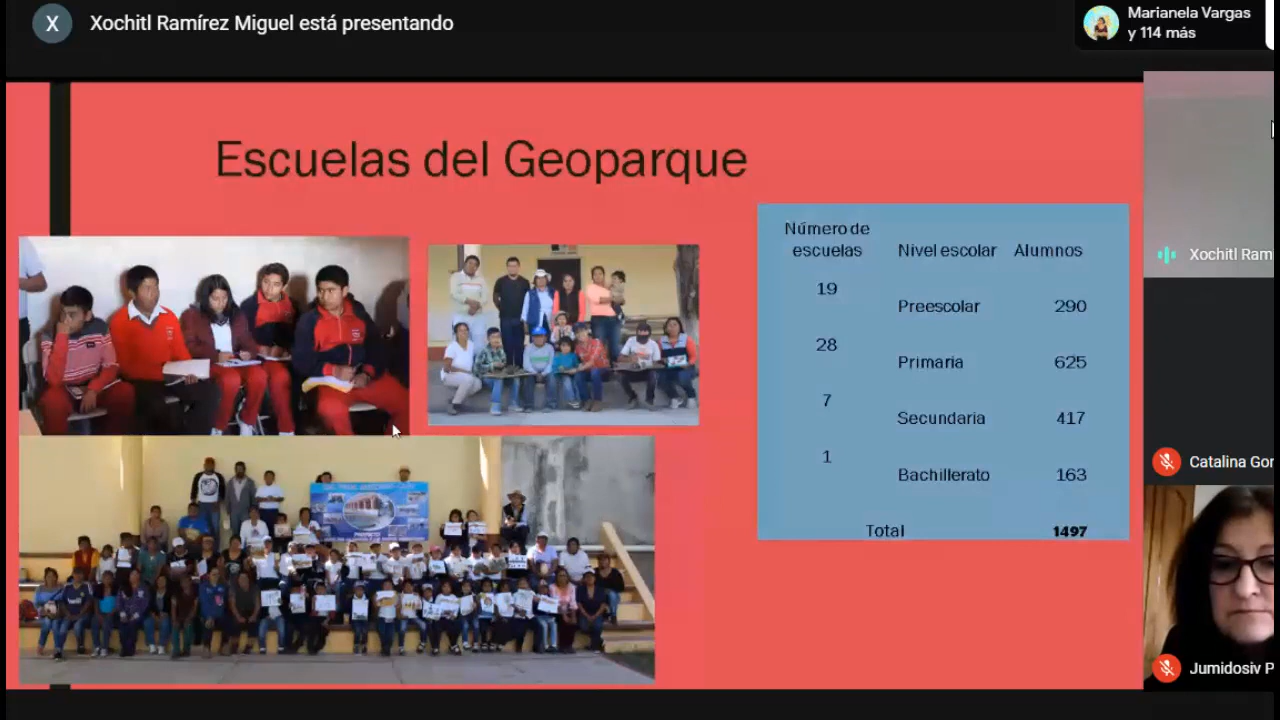 X Xochitl Ramírez Miguel está presentando
Marianela Vargas
y 114 más
Escuelas del Geoparque
Número de
escuelas Nivel escolar Alumnos
19
Preescolar 290
28
Primaria 625
7
Secundaria 417
1
Bachillerato 163
Total 1497
Xochitl Ram
Catalina Gor
Jumidosiv P